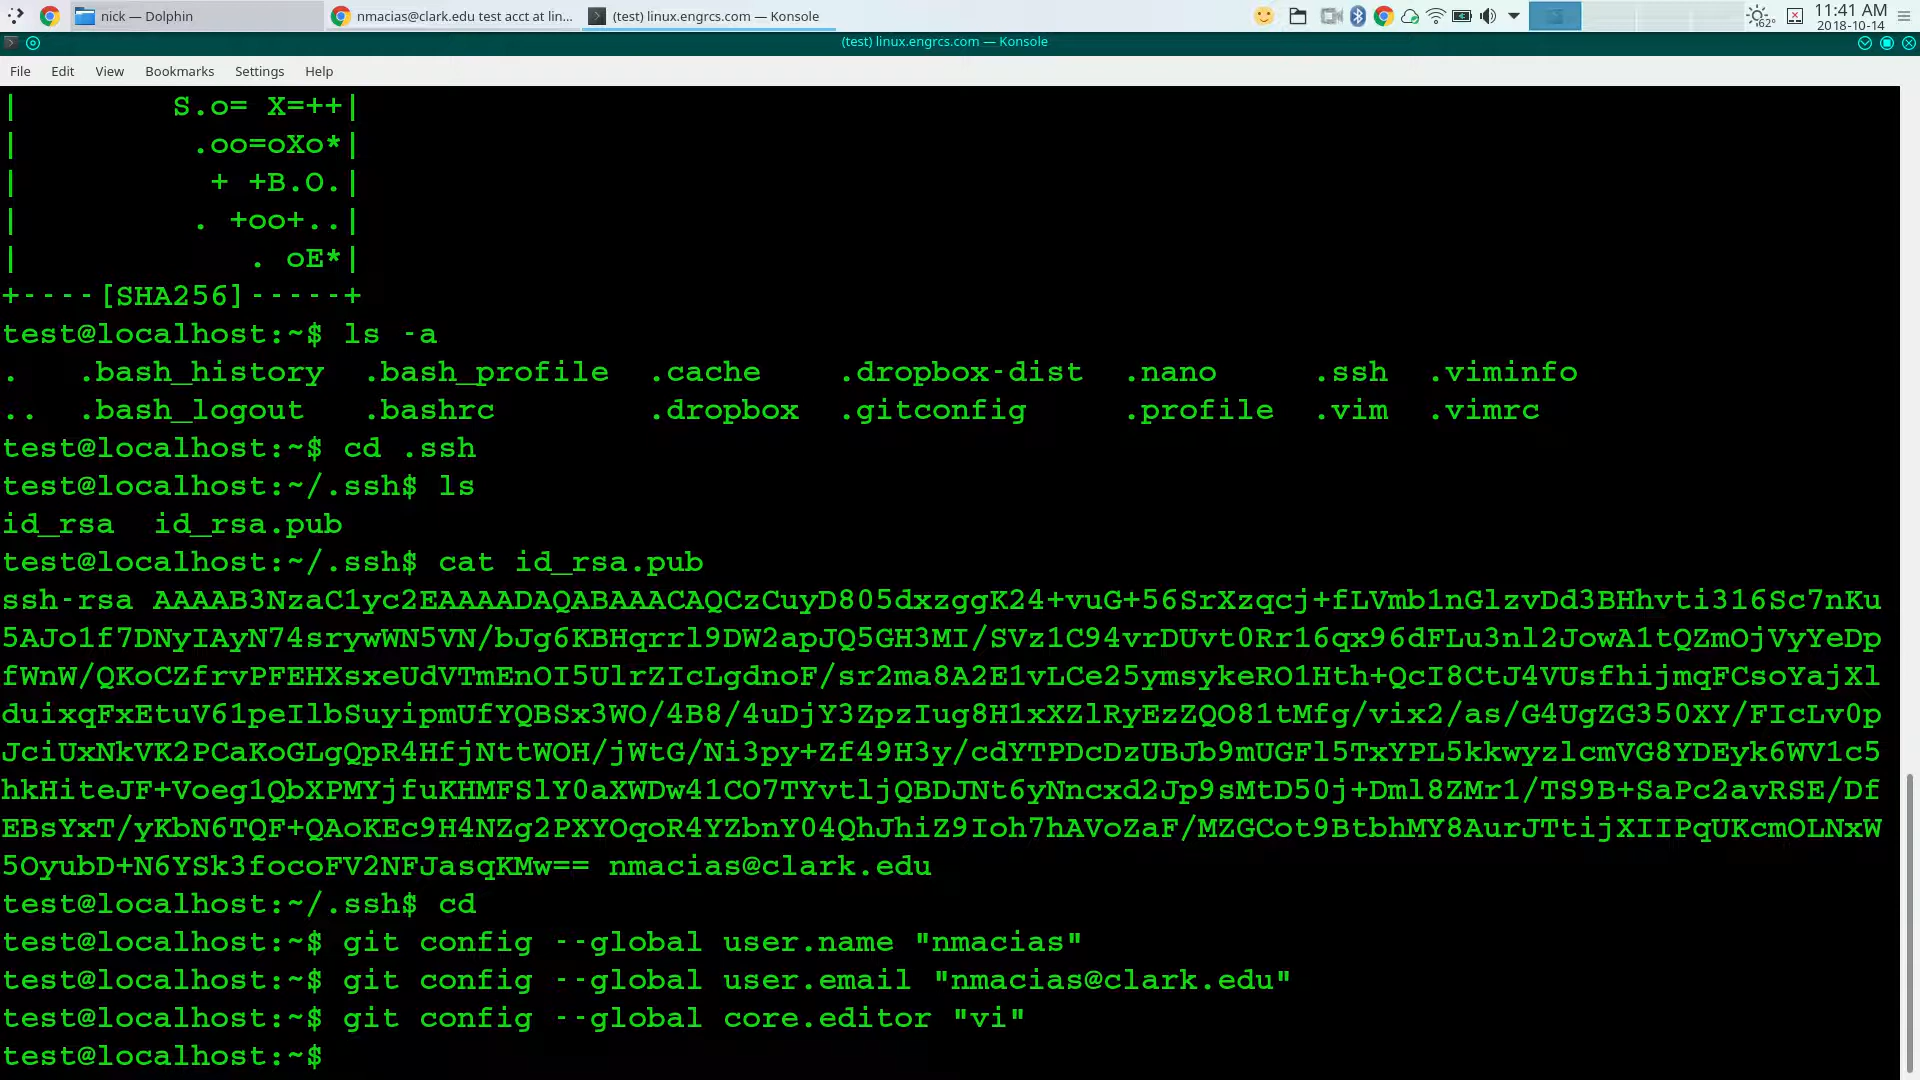 nick — Dolphin
nmacias@clark.edu test acct at lin...
(test) linux.engrcs.com — Konsole
62°
11:41 AM
2018-10-14
(test) linux.engrcs.com — Konsole
File Edit View Bookmarks Settings Help
|        S.o= X=++|
|         .oo=oXo*|
|          + +B.O.|
|         . +oo+..|
|            . oE*|
+----[SHA256]-----+
test@localhost:~$ ls -a
.   .bash_history  .bash_profile  .cache    .dropbox-dist  .nano     .ssh  .viminfo
..  .bash_logout   .bashrc        .dropbox  .gitconfig     .profile  .vim  .vimrc
test@localhost:~$ cd .ssh
test@localhost:~/.ssh$ ls
id_rsa  id_rsa.pub
test@localhost:~/.ssh$ cat id_rsa.pub
ssh-rsa AAAAB3NzaC1yc2EAAAADAQABAAACAQCzCuyD805dxzggK24+vuG+56SrXzqcj+fLVmb1nGlzvDd3BHhvti316Sc7nKu
5AJo1f7DNyIAyN74srywWN5VN/bJg6KBHqrrl9DW2apJQ5GH3MI/SVz1C94vrDUvt0Rr16qx96dFLu3nl2JowA1tQZmOjVyYeDp
fWnW/QKoCZfrvPFEHXsxeUdVTmEnOI5UlrZIcLgdnoF/sr2ma8A2E1vLCe25ymsykeRO1Hth+QcI8CtJ4VUsfhijmqFCsoYajXl
duixqFxEtuV61peIlbSuyipmUfYQBSx3WO/4B8/4uDjY3ZpzIug8H1xXZlRyEzZQO81tMfg/vix2/as/G4UgZG350XY/FIcLv0p
JciUxNkVK2PCaKoGLgQpR4HfjNttWOH/jWtG/Ni3py+Zf49H3y/cdYTPDcDzUBJb9mUGFl5TxYPL5kkwyzlcmVG8YDEyk6WV1c5
hkHiteJF+Voeg1QbXPMYjfuKHMFSlY0aXWDw41CO7TYvtljQBDJNt6yNncxd2Jp9sMtD50j+Dml8ZMr1/TS9B+SaPc2avRSE/Df
EBsYxT/yKbN6TQF+QAoKEc9H4NZg2PXYOqoR4YZbnY04QhJhiZ9Ioh7hAVoZaF/MZGCot9BtbhMY8AurJTtijXIIPqUKcmOLNxW
5OyubD+N6YSk3focoFV2NFJasqKMw== nmacias@clark.edu
test@localhost:~/.ssh$ cd
test@localhost:~$ git config --global user.name "nmacias"
test@localhost:~$ git config --global user.email "nmacias@clark.edu"
test@localhost:~$ git config --global core.editor "vi"
test@localhost:~$